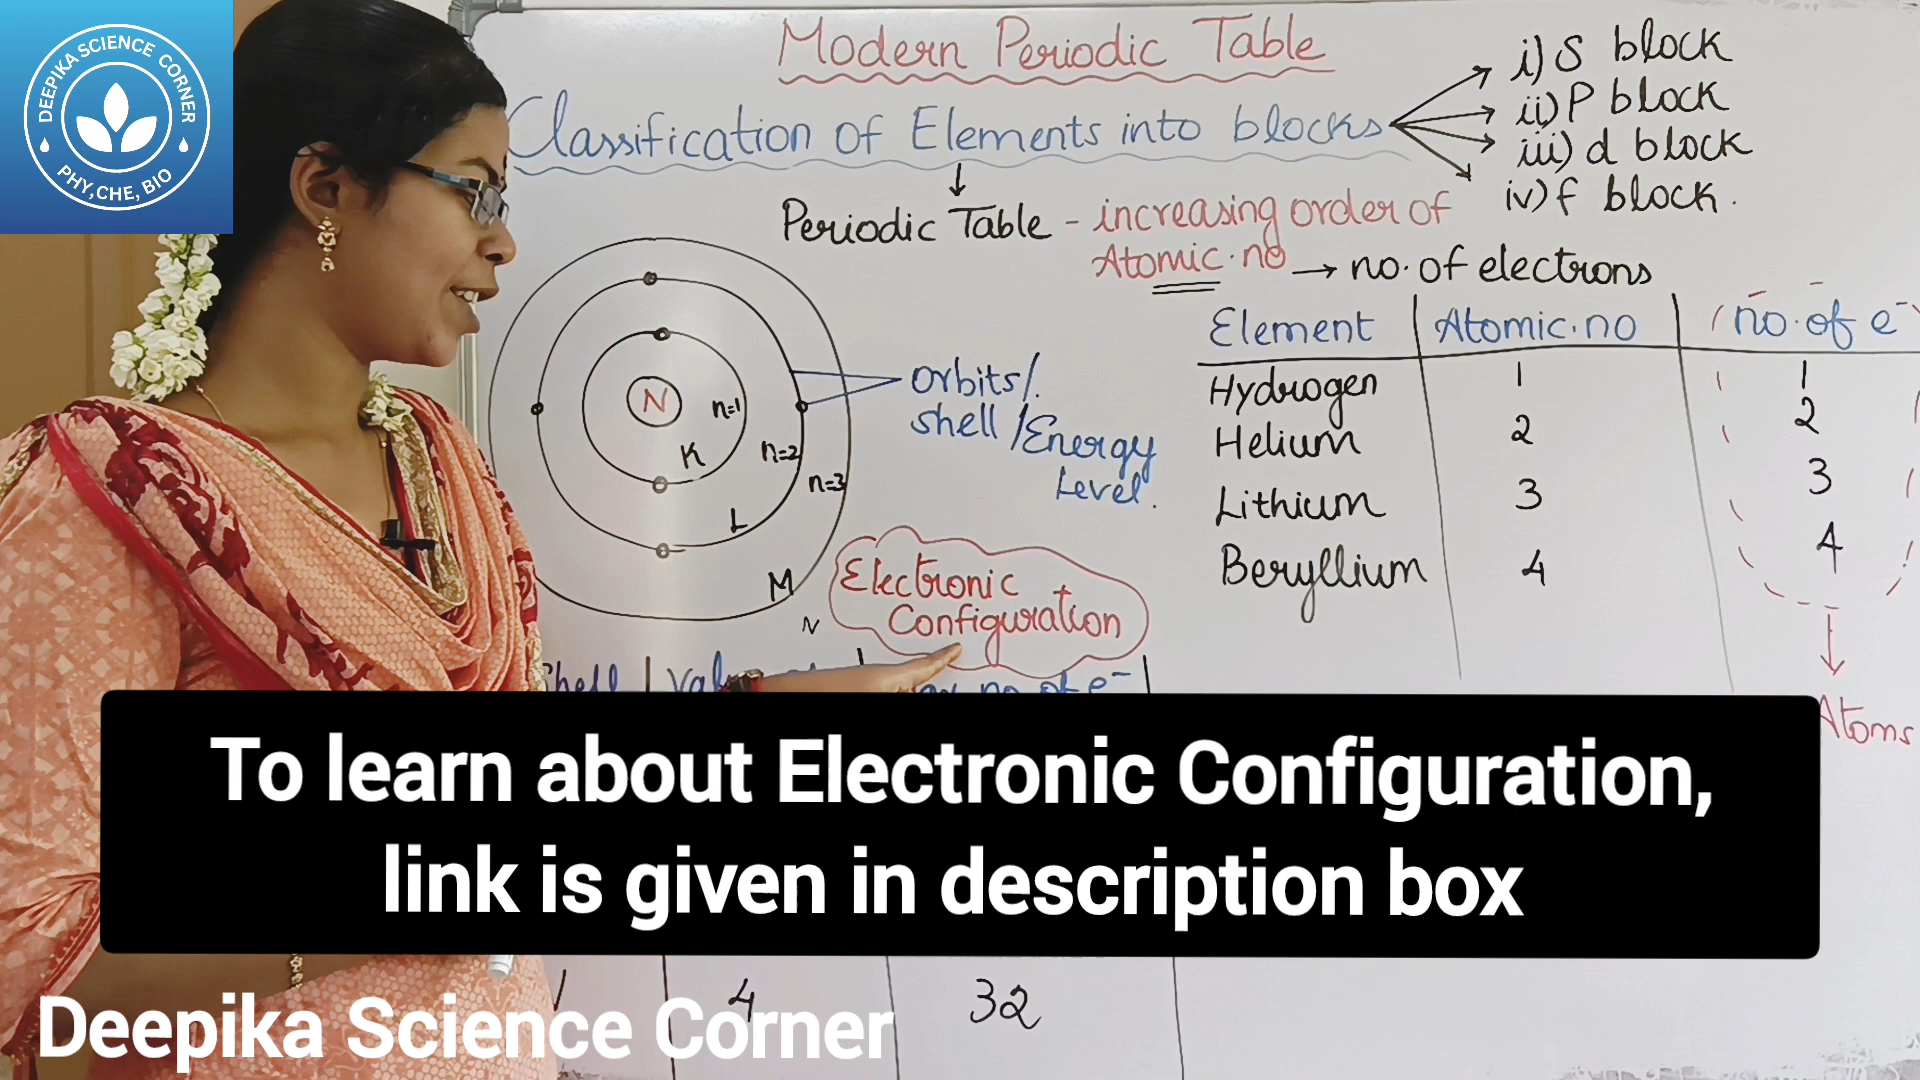 DEEPIKA SCIENCE CORNER
PHY,CHE, BIO
Modern Periodic Table
Classification of Elements into blocks
i) S block
ii) P block
iii) d block
iv) f block.
Periodic Table - increasing order of
Atomic.no → no. of electrons
N
n=1
K
n=2
L
n=3
M
N
orbits/
shell/Energy
Level.
Electronic
Configuration
Element Atomic.no no. of e⁻
Hydrogen 1 1
Helium 2 2
Lithium 3 3
Beryllium 4 4
Atoms
Shell no of e⁻
To learn about Electronic Configuration,
link is given in description box
4 32
Deepika Science Corner